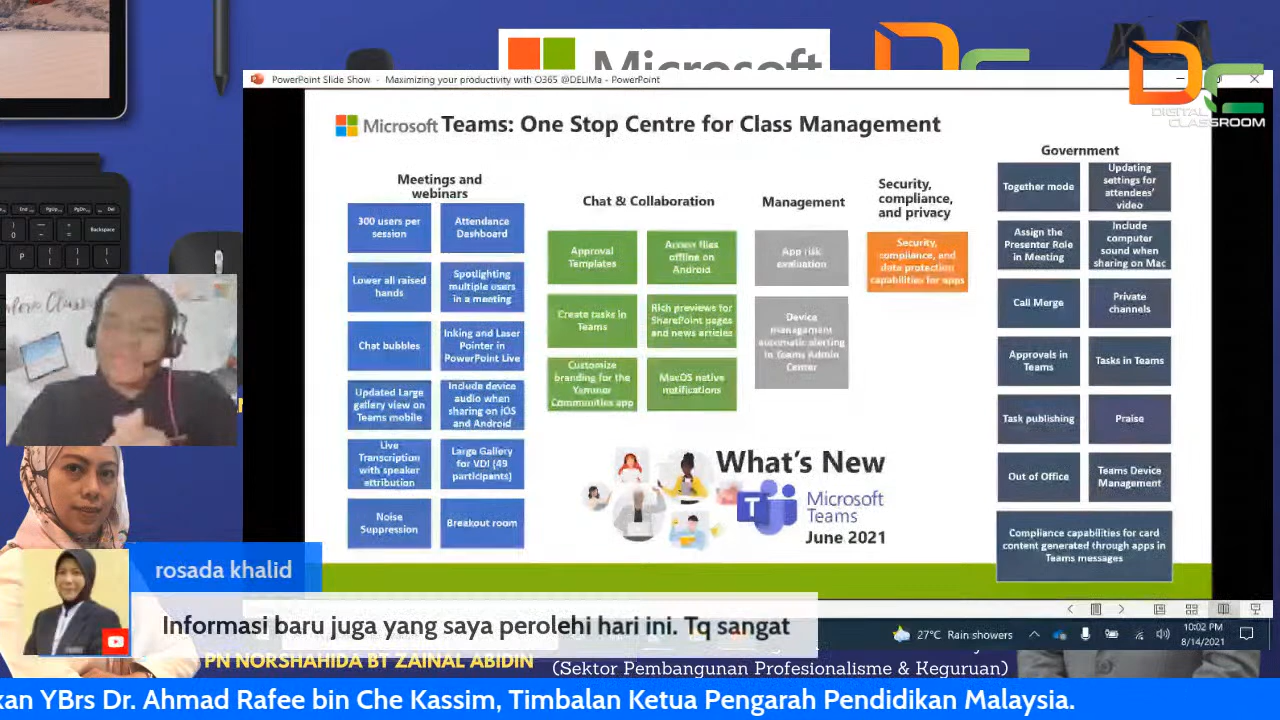 Microsoft
PowerPoint Slide Show - Maximizing your productivity with O365 @DELIMa - PowerPoint
DIGITAL
CLASSROOM
Microsoft Teams: One Stop Centre for Class Management
Meetings and
webinars
300 users per
session
Attendance
Dashboard
Lower all raised
hands
Spotlighting
multiple users
in a meeting
Chat bubbles
Inking and Laser
Pointer in
PowerPoint Live
Updated Large
gallery view on
Teams mobile
Include device
audio when
sharing on iOS
and Android
Live
Transcription
with speaker
attribution
Large Gallery
for VDI (49
participants)
Noise
Suppression
Breakout room
Chat & Collaboration
Approval
Templates
Access files
offline on
Android
Create tasks in
Teams
Rich previews for
SharePoint pages
and news articles
Customize
branding for the
Yammer
Communities app
MacOS native
notifications
Management
App risk
evaluation
Device
management
automatic alerting
in Teams Admin
Center
Security,
compliance,
and privacy
Security,
compliance, and
data protection
capabilities for apps
Government
Together mode
Updating
settings for
attendees'
video
Assign the
Presenter Role
in Meeting
Include
computer
sound when
sharing on Mac
Call Merge
Private
channels
Approvals in
Teams
Tasks in Teams
Task publishing
Praise
Out of Office
Teams Device
Management
Compliance capabilities for card
content generated through apps in
Teams messages
What's New
T
Microsoft
Teams
June 2021
27°C Rain showers
10:02 PM
8/14/2021
rosada khalid
Informasi baru juga yang saya perolehi hari ini. Tq sangat
PN NORSHAHIDA BT ZAINAL ABIDIN
(Sektor Pembangunan Profesionalisme & Keguruan)
kan YBrs Dr. Ahmad Rafee bin Che Kassim, Timbalan Ketua Pengarah Pendidikan Malaysia.